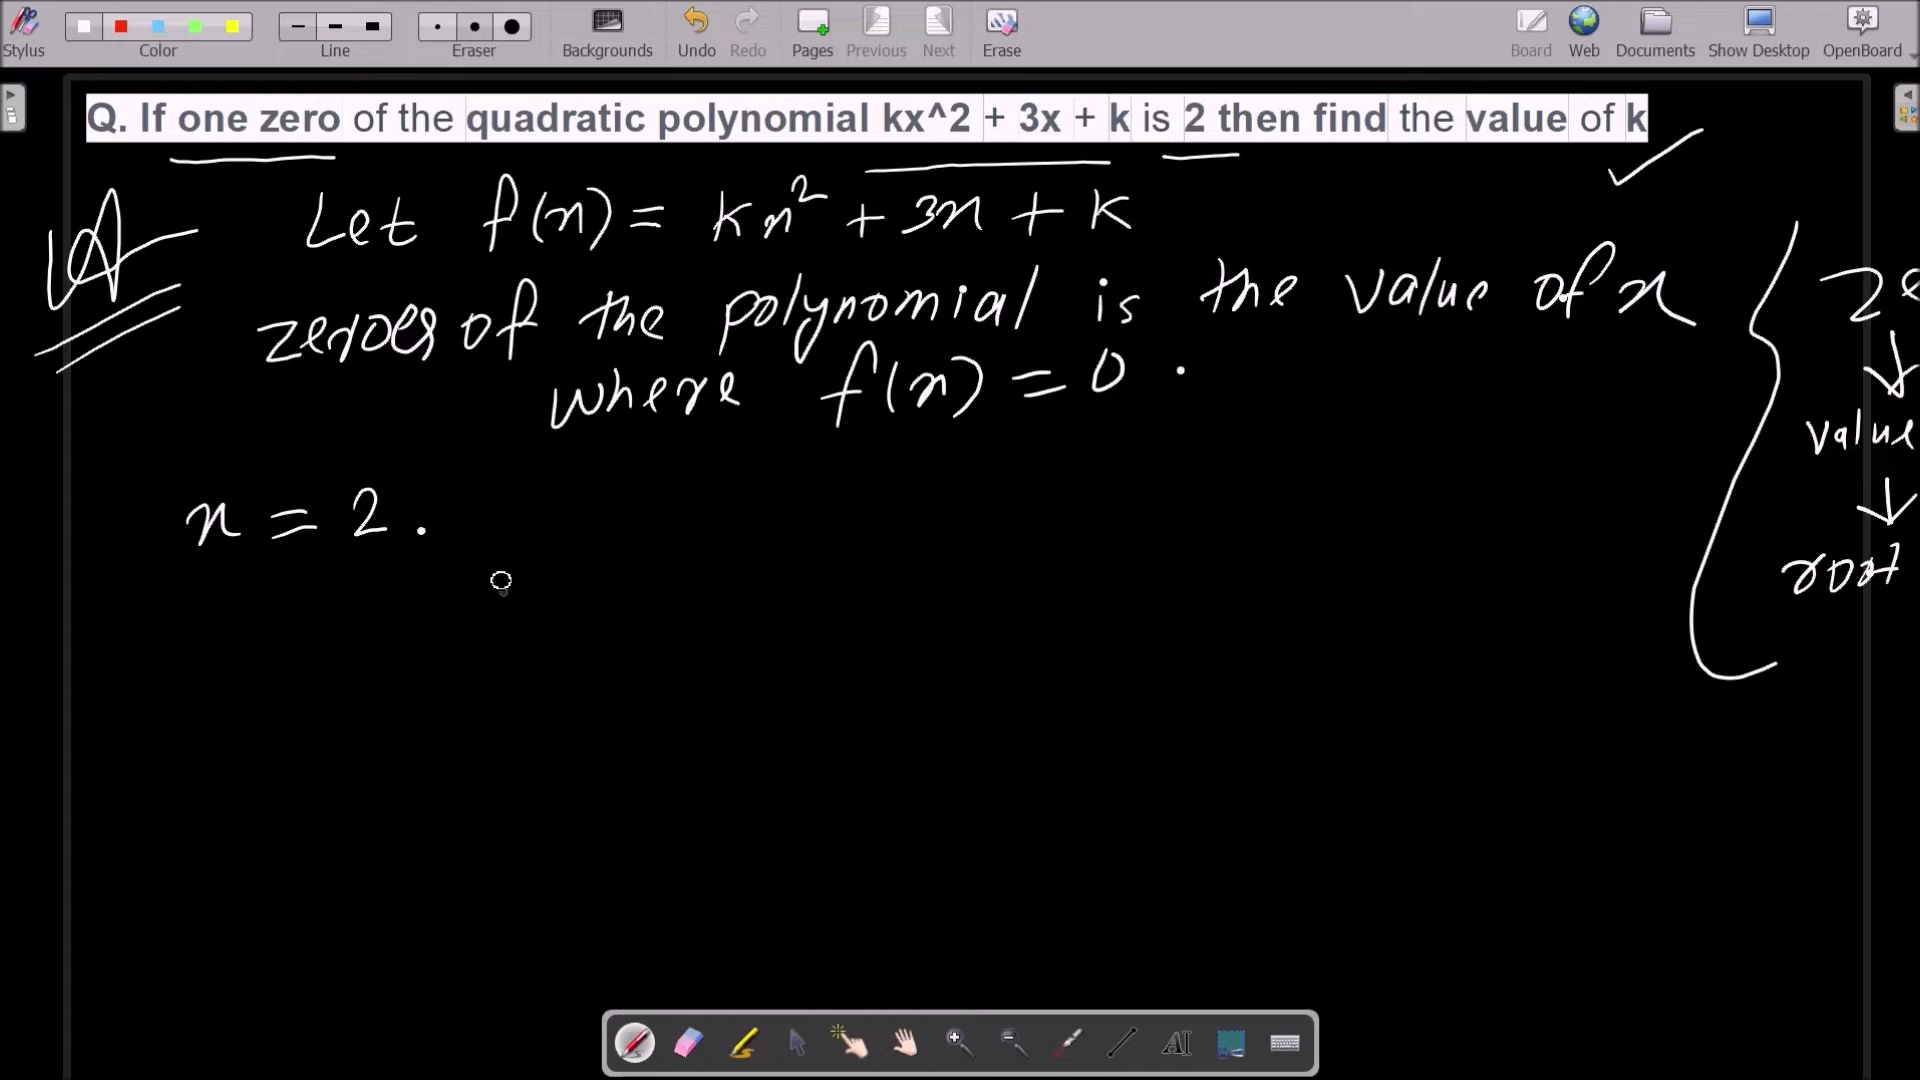 Stylus Color Line Eraser Backgrounds Undo Redo Pages Previous Next Erase Board Web Documents Show Desktop OpenBoard
Q. If one zero of the quadratic polynomial kx^2 + 3x + k is 2 then find the value of k
Let f(x) = kx² + 3x + k
zeroes of the polynomial is the value of x
where f(x) = 0 .
x = 2 .
value
root
AI